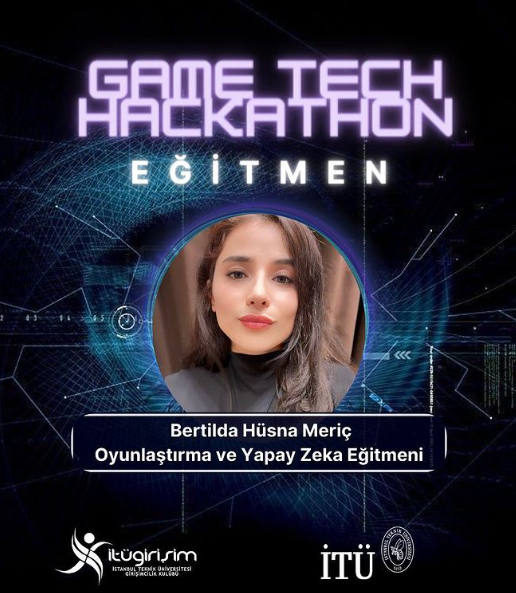 GAME TECH
HACKATHON
EĞİTMEN
Bertilda Hüsna Meriç
Oyunlaştırma ve Yapay Zeka Eğitmeni
itügirişim
İSTANBUL TEKNİK ÜNİVERSİTESİ
GİRİŞİMCİLİK KULÜBÜ
İTÜ